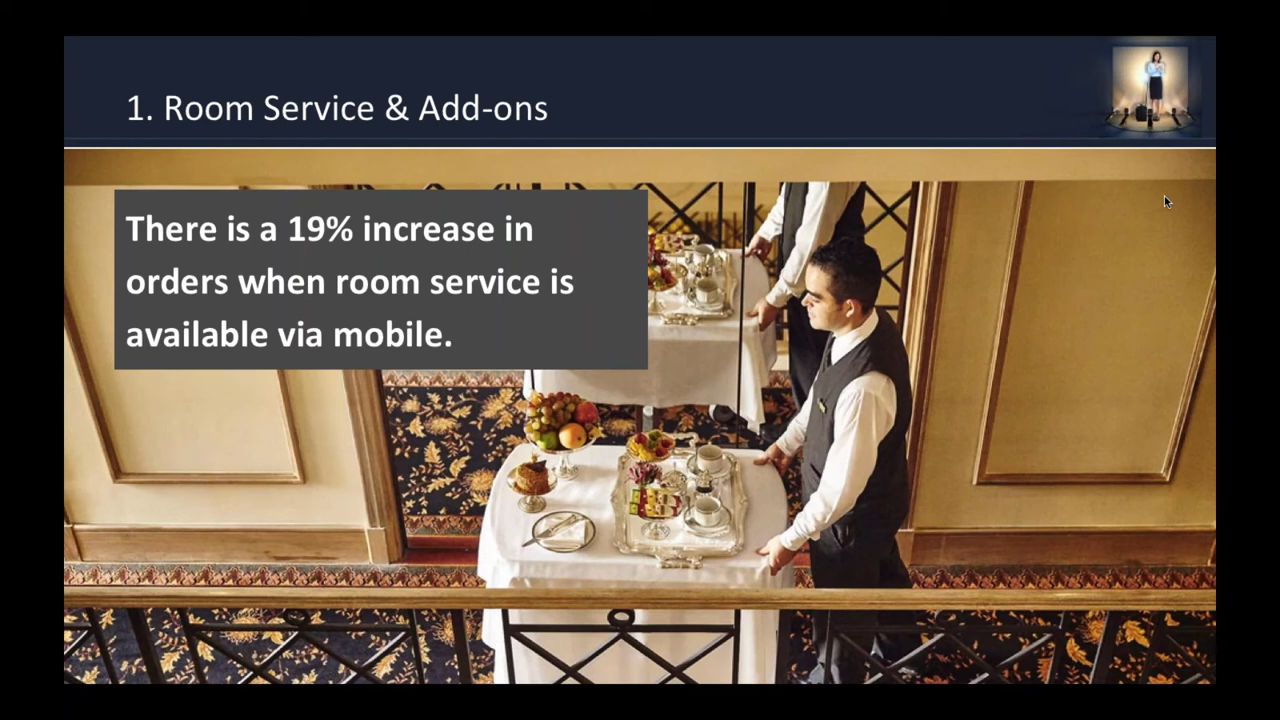 1. Room Service & Add-ons
There is a 19% increase in
orders when room service is
available via mobile.